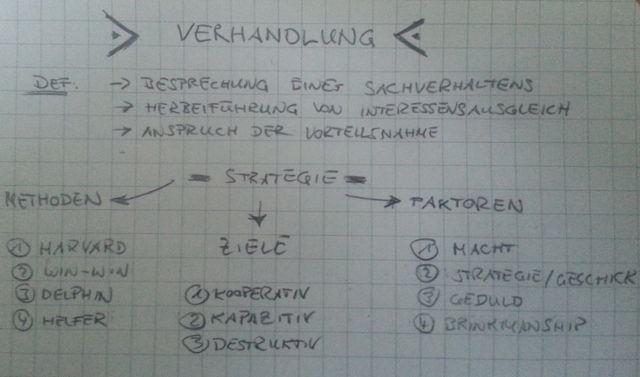 VERHANDLUNG
DEF. → BESPRECHUNG EINES SACHVERHALTENS
→ HERBEIFÜHRUNG VON INTERESSENSAUSGLEICH
→ ANSPRUCH DER VORTEILSNAHME
STRATEGIE
METHODEN
① HARVARD
② WIN-WIN
③ DELPHIN
④ HELFER
ZIELE
① KOOPERATIV
② KAPAZITIV
③ DESTRUKTIV
FAKTOREN
① MACHT
② STRATEGIE/GESCHICK
③ GEDULD
④ BRINKMANSHIP